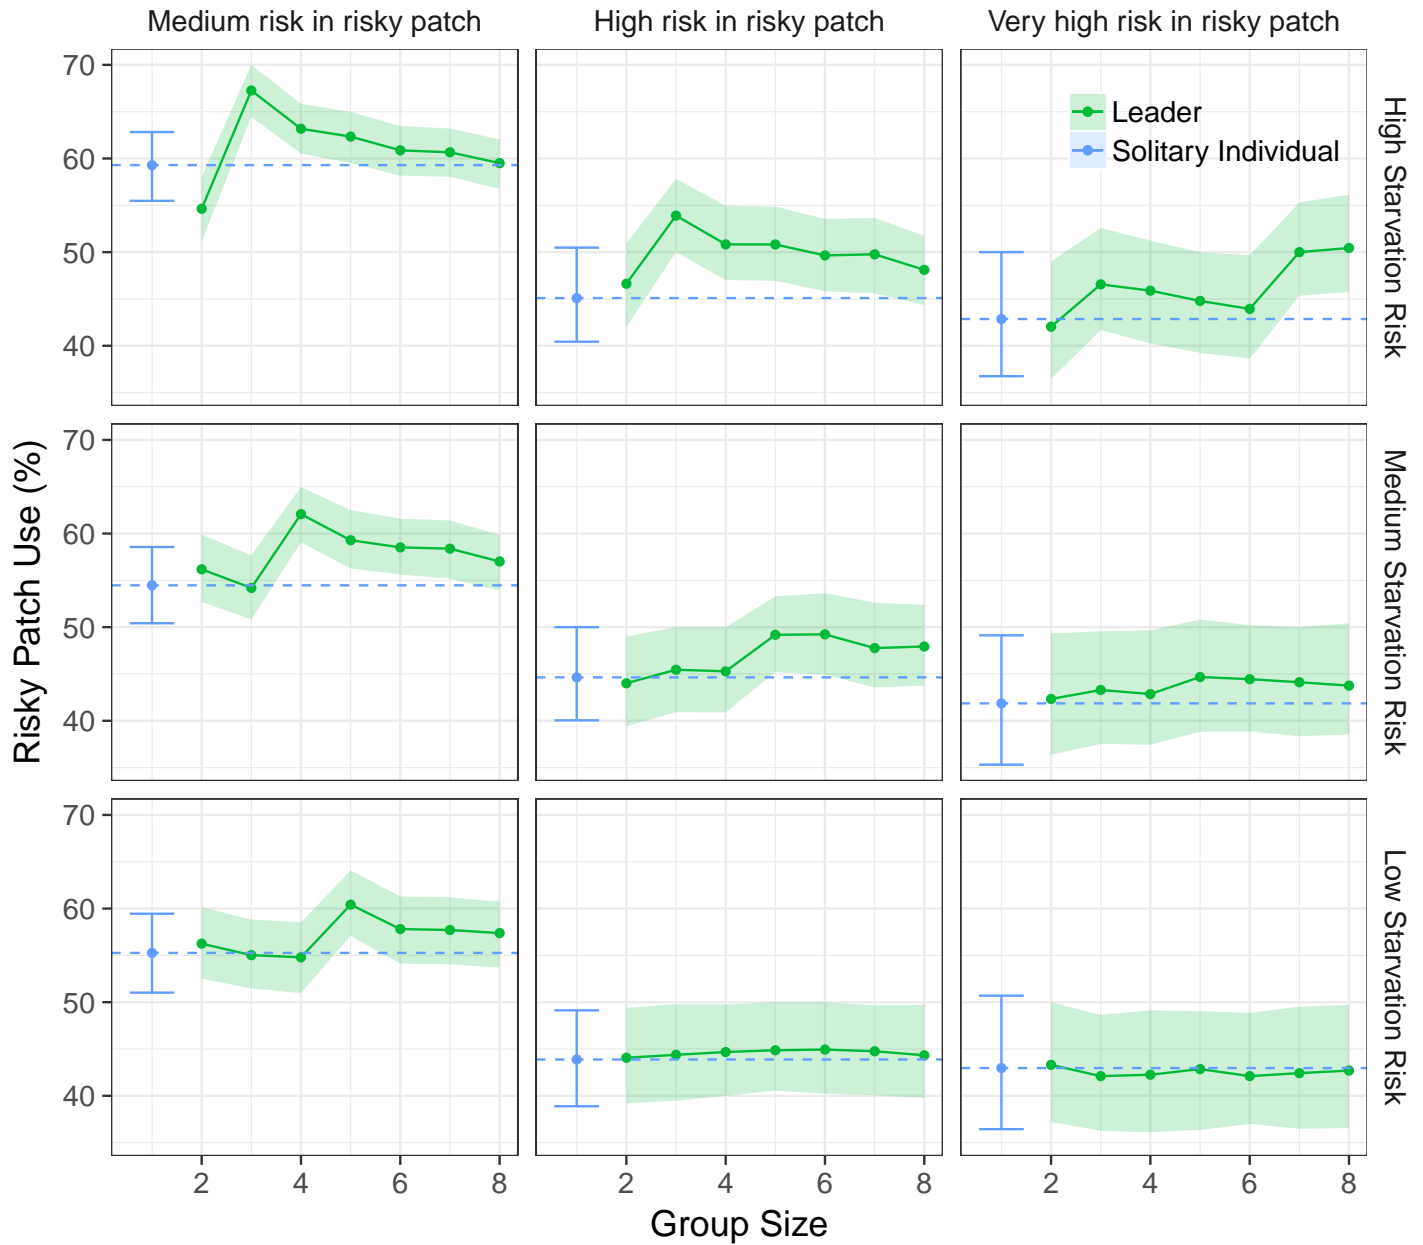 Medium risk in risky patch
High risk in risky patch
Very high risk in risky patch
70
60
50
40
Leader
Solitary Individual
High Starvation Risk
Risky Patch Use (%)
70
60
50
40
Medium Starvation Risk
70
60
50
40
Low Starvation Risk
2 4 6 8
2 4 6 8
2 4 6 8
Group Size